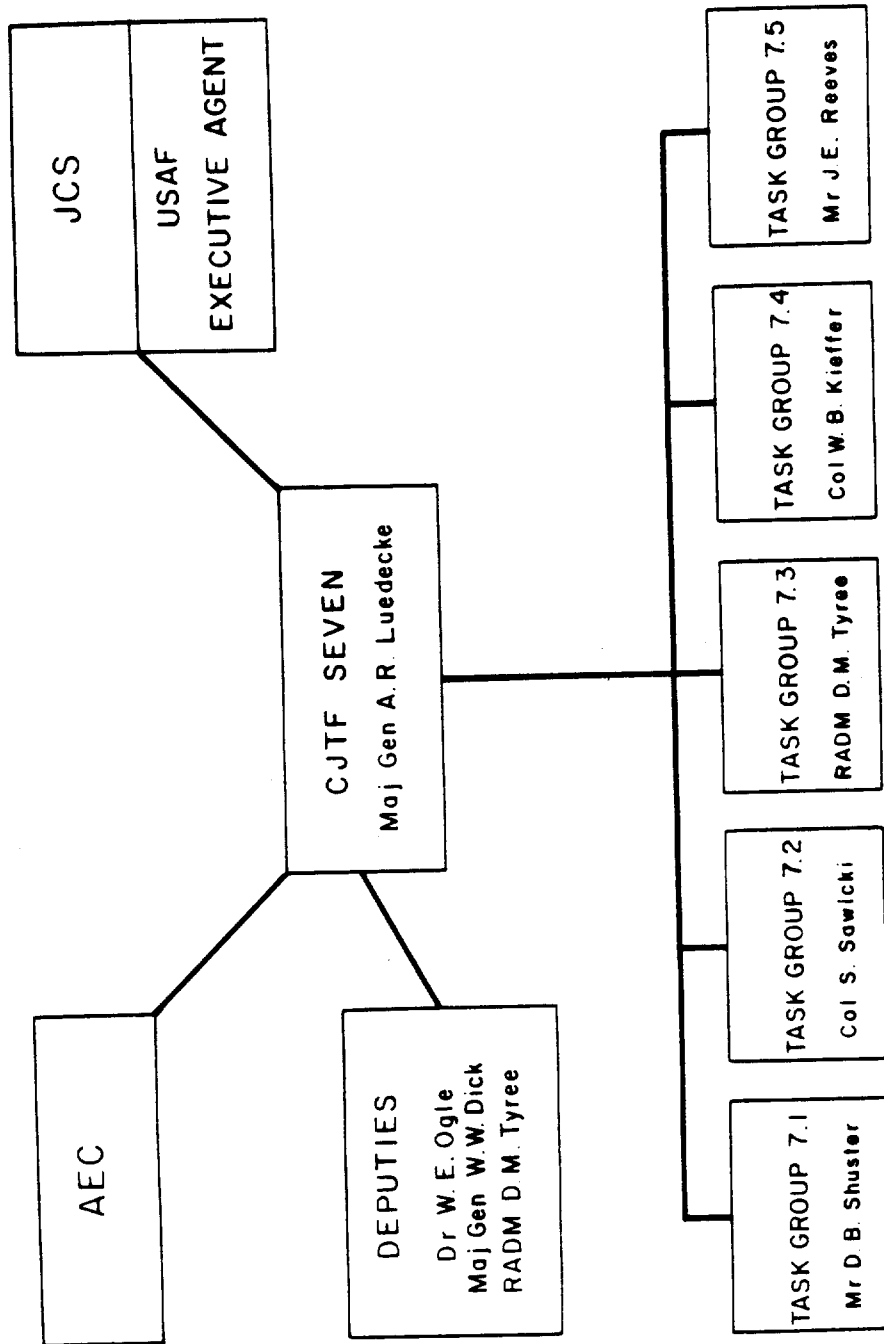 AEC
JCS
USAF
EXECUTIVE AGENT
CJTF SEVEN
Maj Gen A.R. Luedecke
DEPUTIES
Dr W. E. Ogle
Maj Gen W.W. Dick
RADM D.M. Tyree
TASK GROUP 7.1
Mr D.B. Shuster
TASK GROUP 7.2
Col S. Sawicki
TASK GROUP 7.3
RADM D.M. Tyree
TASK GROUP 7.4
Col W.B. Kieffer
TASK GROUP 7.5
Mr J.E. Reeves